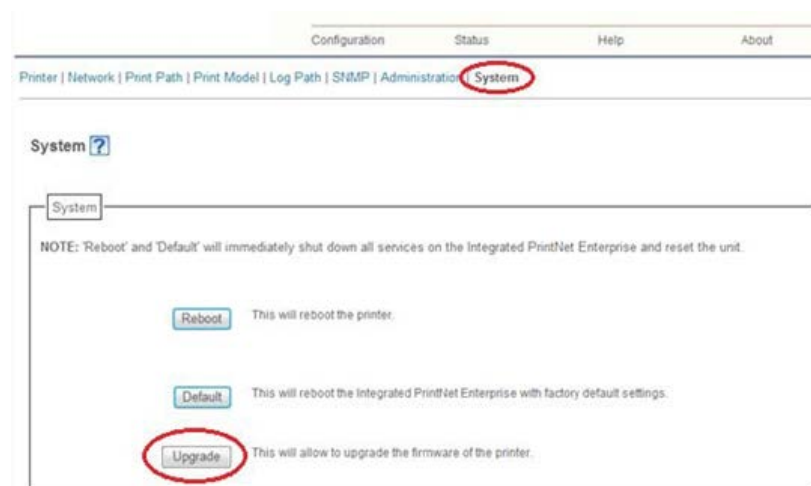 Configuration Status Help About
Printer | Network | Print Path | Print Model | Log Path | SNMP | Administration | System
System ?
System
NOTE: 'Reboot' and 'Default' will immediately shut down all services on the Integrated PrintNet Enterprise and reset the unit.
Reboot This will reboot the printer.
Default This will reboot the Integrated PrintNet Enterprise with factory default settings.
Upgrade This will allow to upgrade the firmware of the printer.